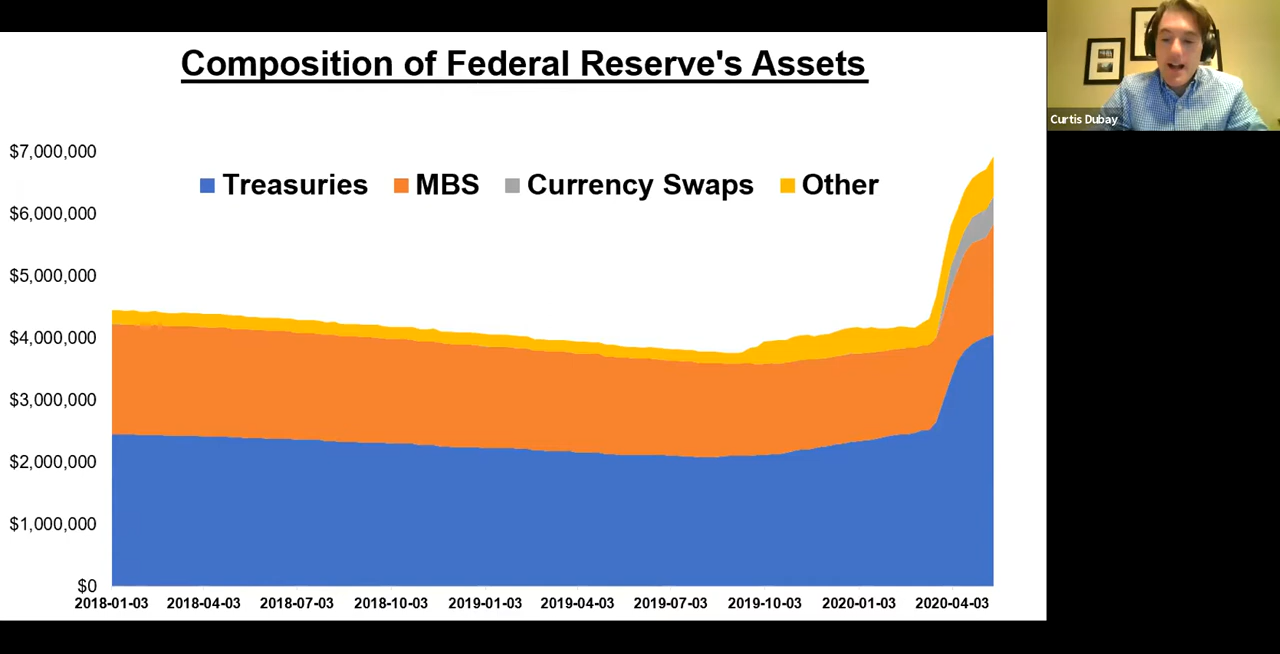 Composition of Federal Reserve's Assets
Curtis Dubay
$7,000,000
Treasuries MBS Currency Swaps Other
$6,000,000
$5,000,000
$4,000,000
$3,000,000
$2,000,000
$1,000,000
$0
2018-01-03 2018-04-03 2018-07-03 2018-10-03 2019-01-03 2019-04-03 2019-07-03 2019-10-03 2020-01-03 2020-04-03